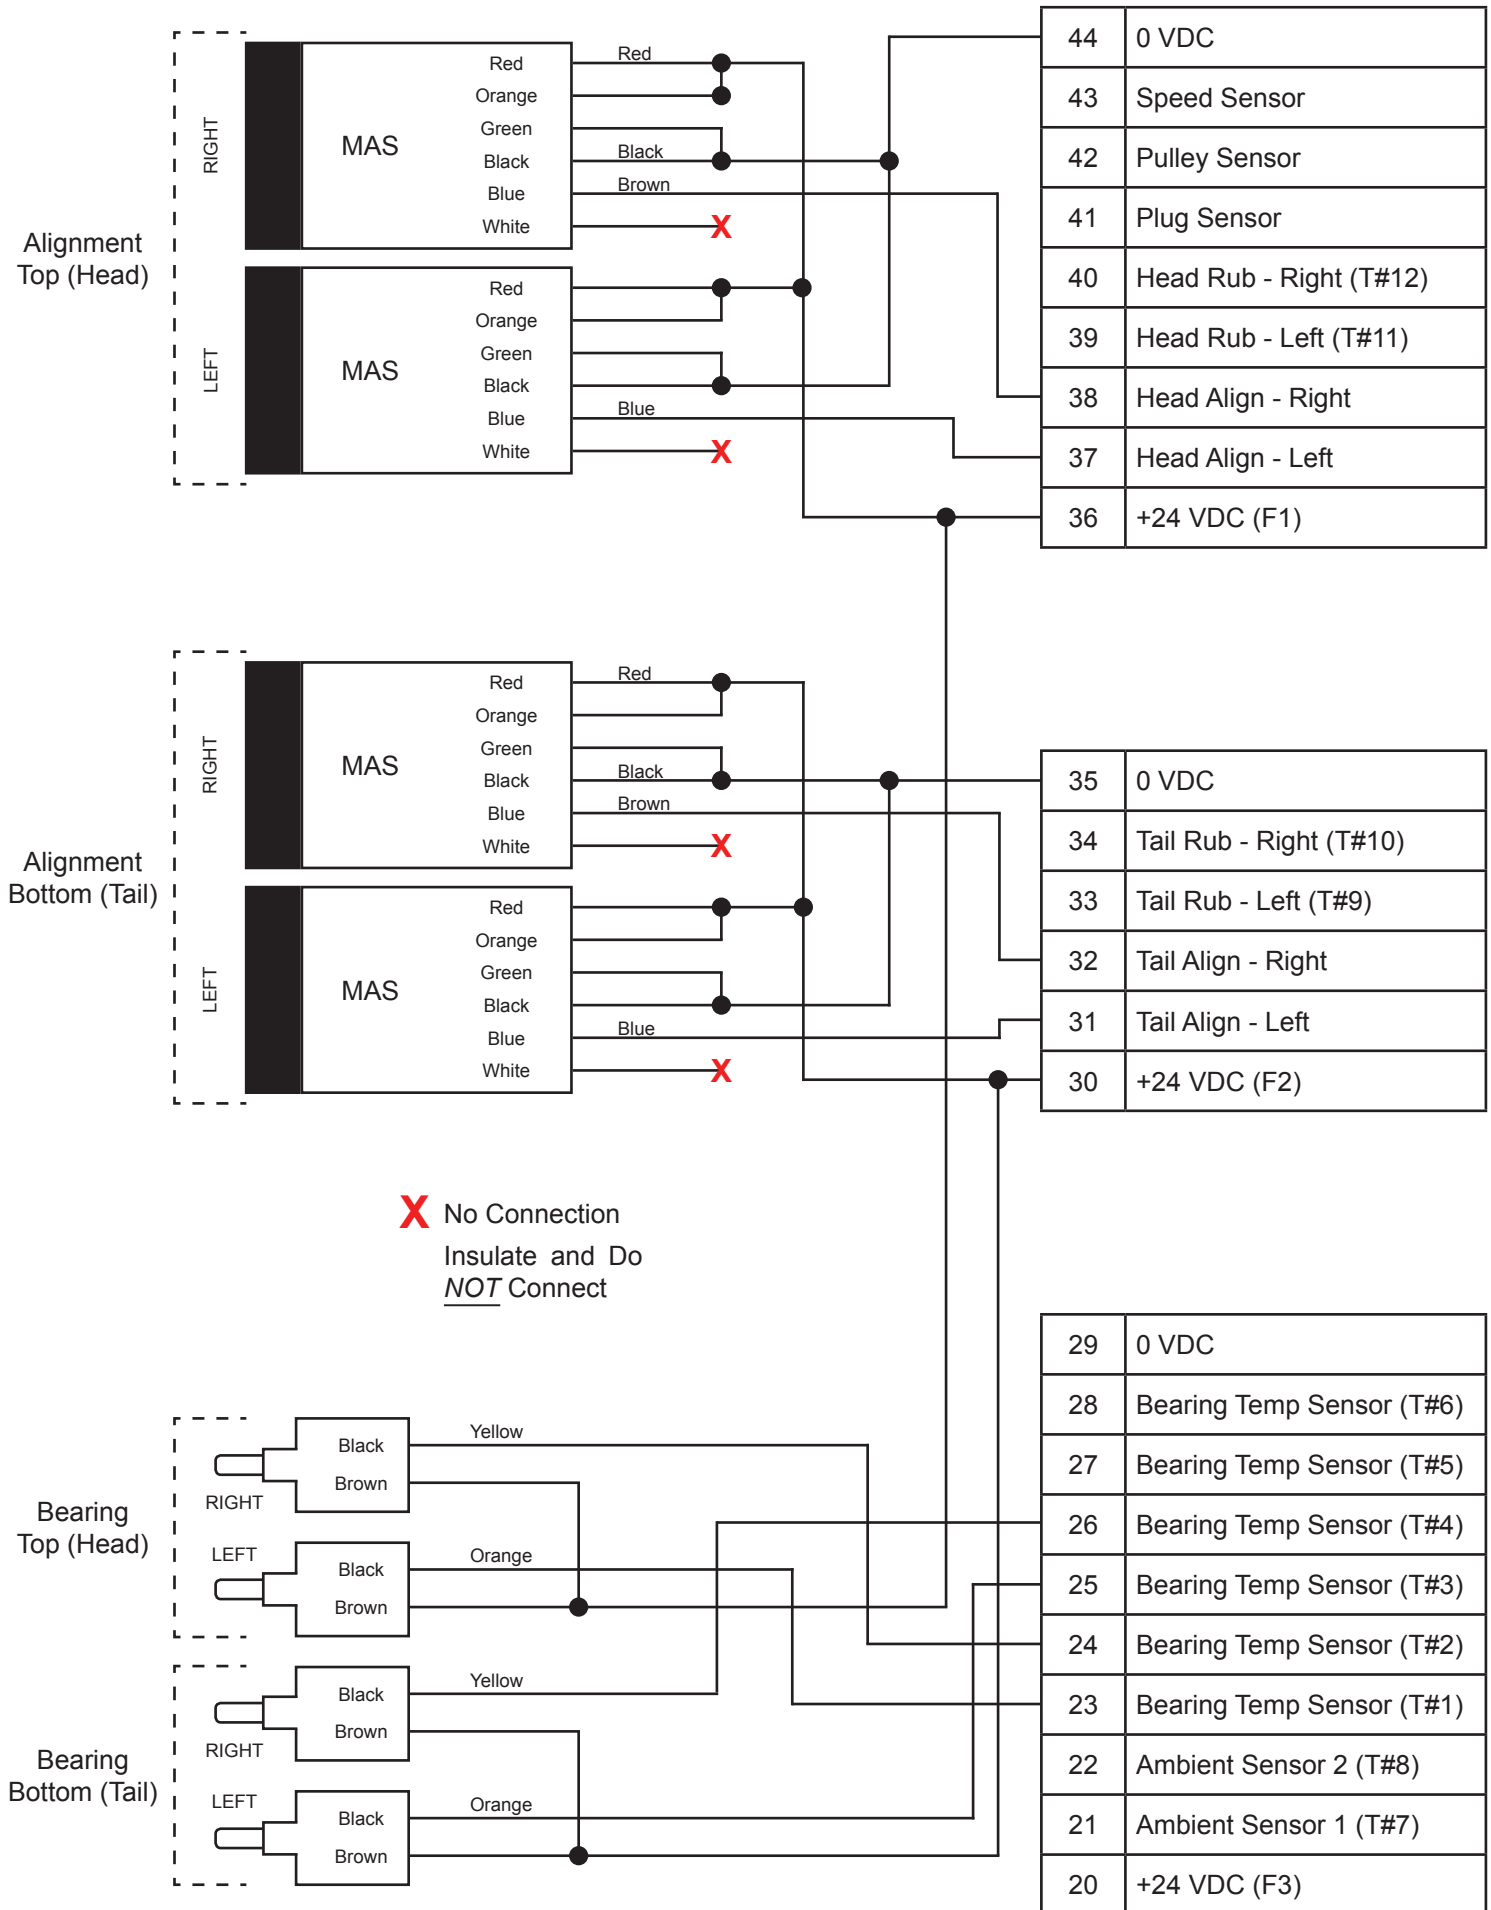 Alignment
Top (Head)
RIGHT
MAS
Red
Orange
Green
Black
Blue
White
Red
Black
Brown
X
LEFT
MAS
Red
Orange
Green
Black
Blue
White
Blue
X
44 0 VDC
43 Speed Sensor
42 Pulley Sensor
41 Plug Sensor
40 Head Rub - Right (T#12)
39 Head Rub - Left (T#11)
38 Head Align - Right
37 Head Align - Left
36 +24 VDC (F1)
Alignment
Bottom (Tail)
RIGHT
MAS
Red
Orange
Green
Black
Blue
White
Red
Black
Brown
X
LEFT
MAS
Red
Orange
Green
Black
Blue
White
Blue
X
35 0 VDC
34 Tail Rub - Right (T#10)
33 Tail Rub - Left (T#9)
32 Tail Align - Right
31 Tail Align - Left
30 +24 VDC (F2)
X No Connection
Insulate and Do
NOT Connect
Bearing
Top (Head)
RIGHT
Black
Brown
Yellow
LEFT
Black
Brown
Orange
Bearing
Bottom (Tail)
RIGHT
Black
Brown
Yellow
LEFT
Black
Brown
Orange
29 0 VDC
28 Bearing Temp Sensor (T#6)
27 Bearing Temp Sensor (T#5)
26 Bearing Temp Sensor (T#4)
25 Bearing Temp Sensor (T#3)
24 Bearing Temp Sensor (T#2)
23 Bearing Temp Sensor (T#1)
22 Ambient Sensor 2 (T#8)
21 Ambient Sensor 1 (T#7)
20 +24 VDC (F3)